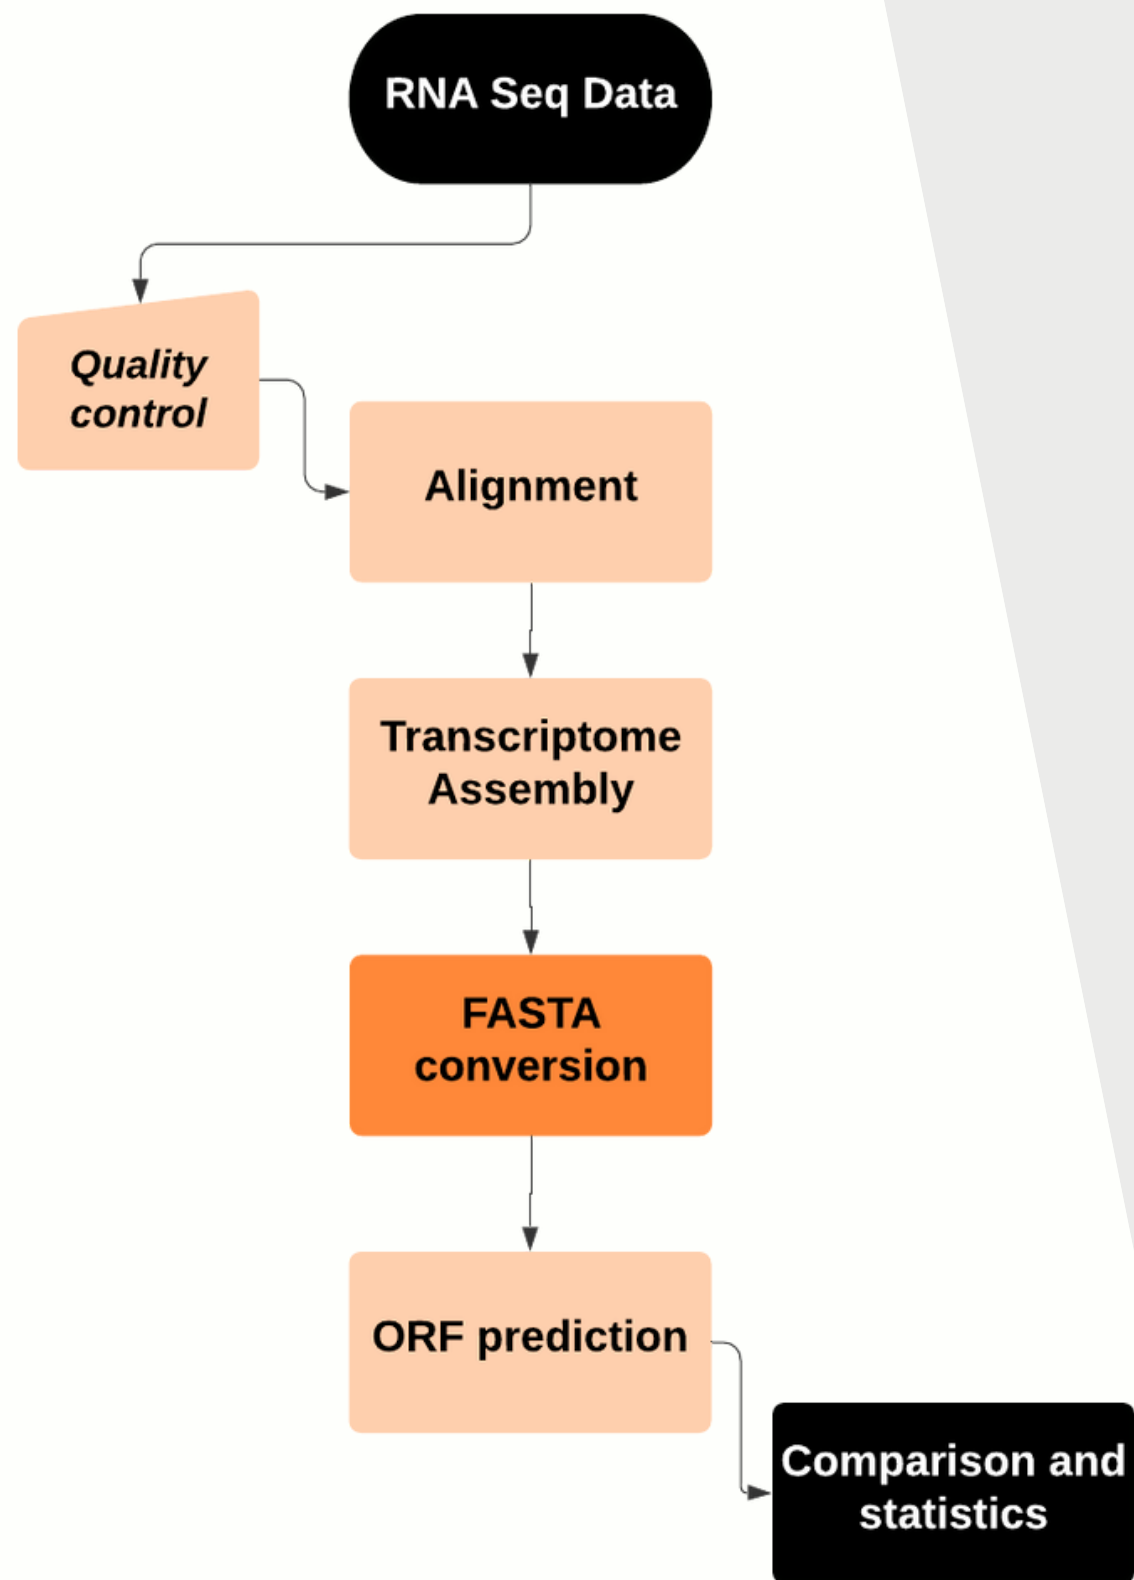 RNA Seq Data
Quality
control
Alignment
Transcriptome
Assembly
FASTA
conversion
ORF prediction
Comparison and
statistics